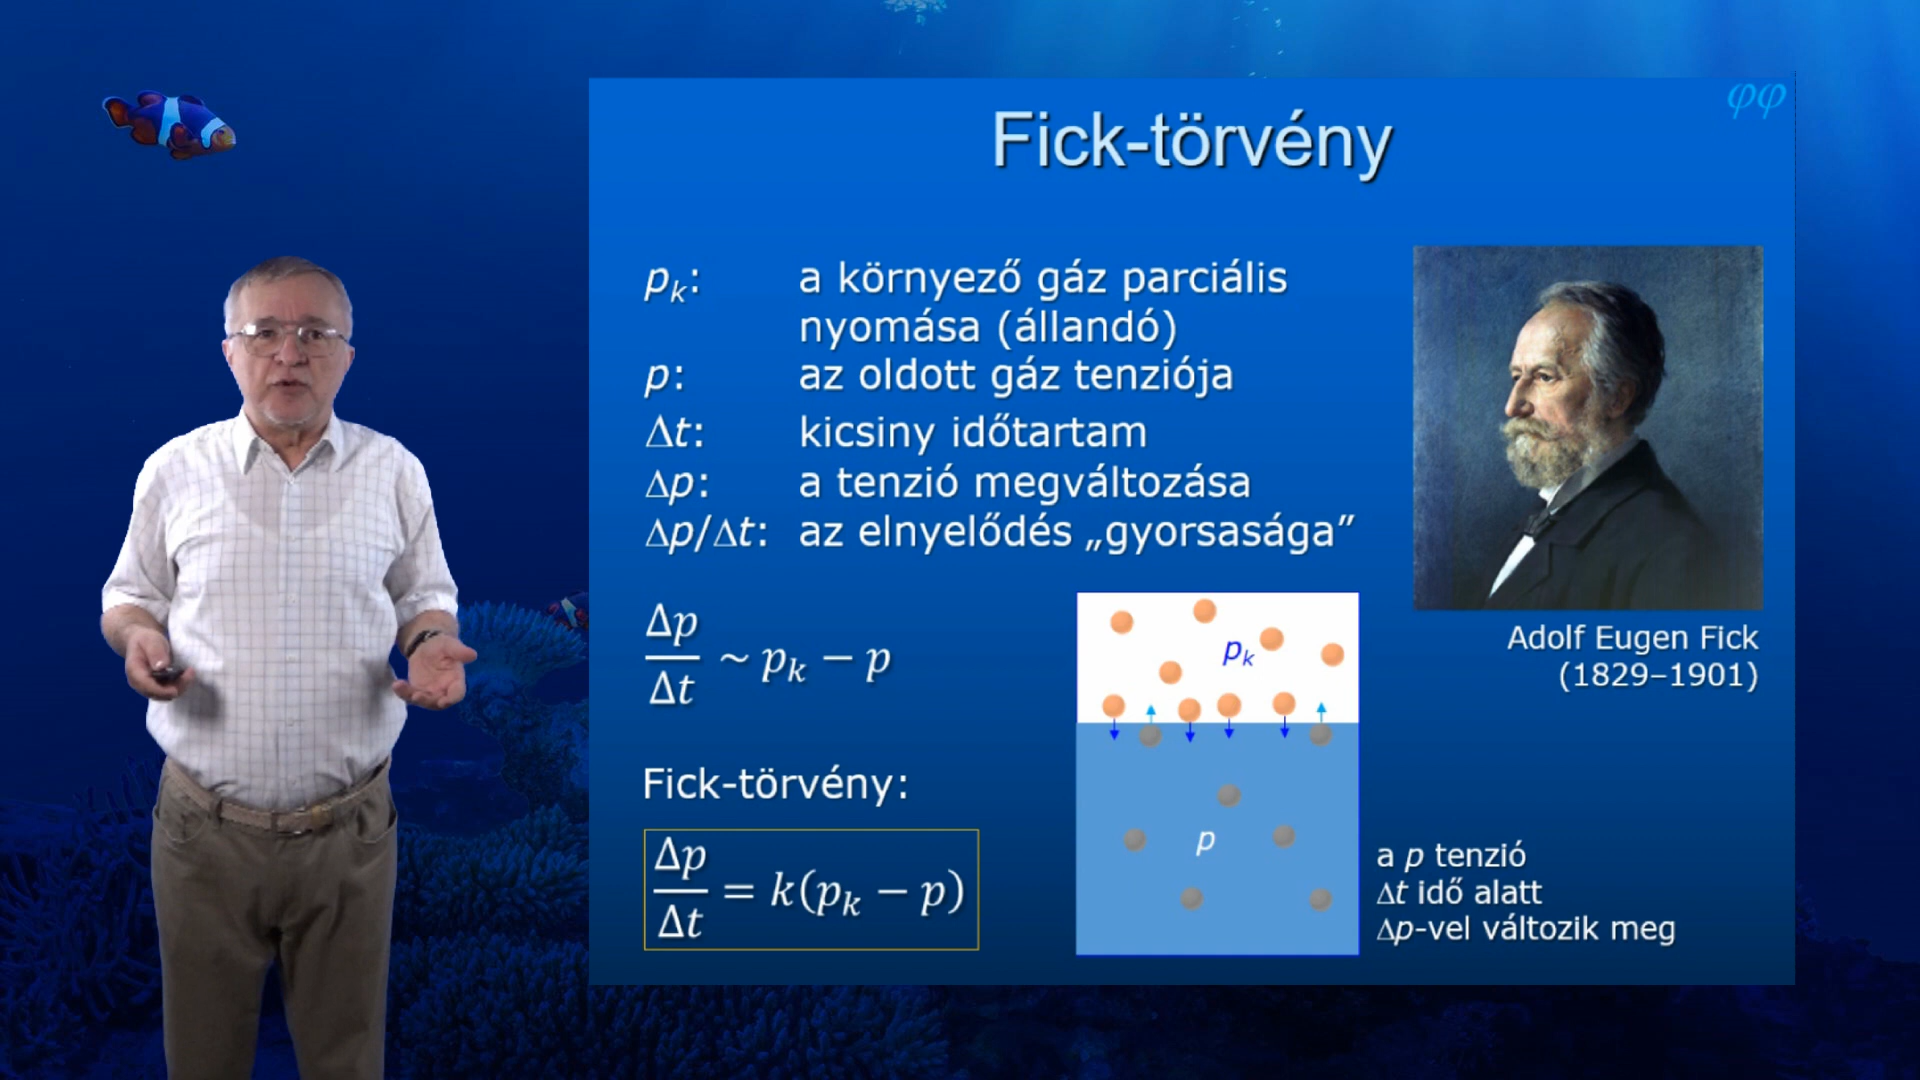 φφ
Fick-törvény
pₖ: a környező gáz parciális
nyomása (állandó)
p: az oldott gáz tenziója
Δt: kicsiny időtartam
Δp: a tenzió megváltozása
Δp/Δt: az elnyelődés „gyorsasága”
Δp/Δt ~ pₖ − p
Fick-törvény:
Δp/Δt = k(pₖ − p)
pₖ
p
Adolf Eugen Fick
(1829–1901)
a p tenzió
Δt idő alatt
Δp-vel változik meg